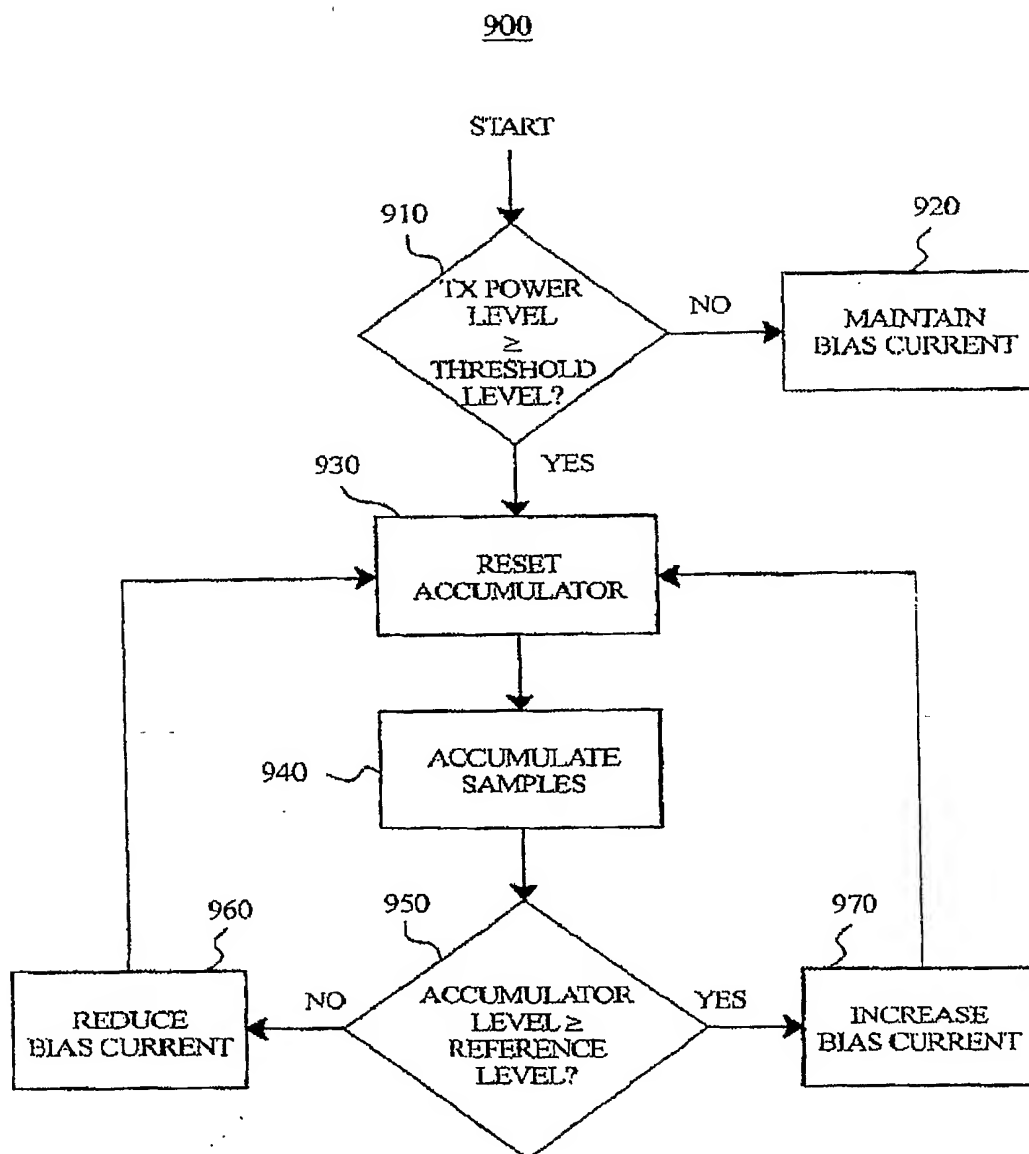 900
START
910
TX POWER
LEVEL
≥
THRESHOLD
LEVEL?
NO
920
MAINTAIN
BIAS CURRENT
YES
930
RESET
ACCUMULATOR
940
ACCUMULATE
SAMPLES
950
ACCUMULATOR
LEVEL ≥
REFERENCE
LEVEL?
NO
960
REDUCE
BIAS CURRENT
YES
970
INCREASE
BIAS CURRENT